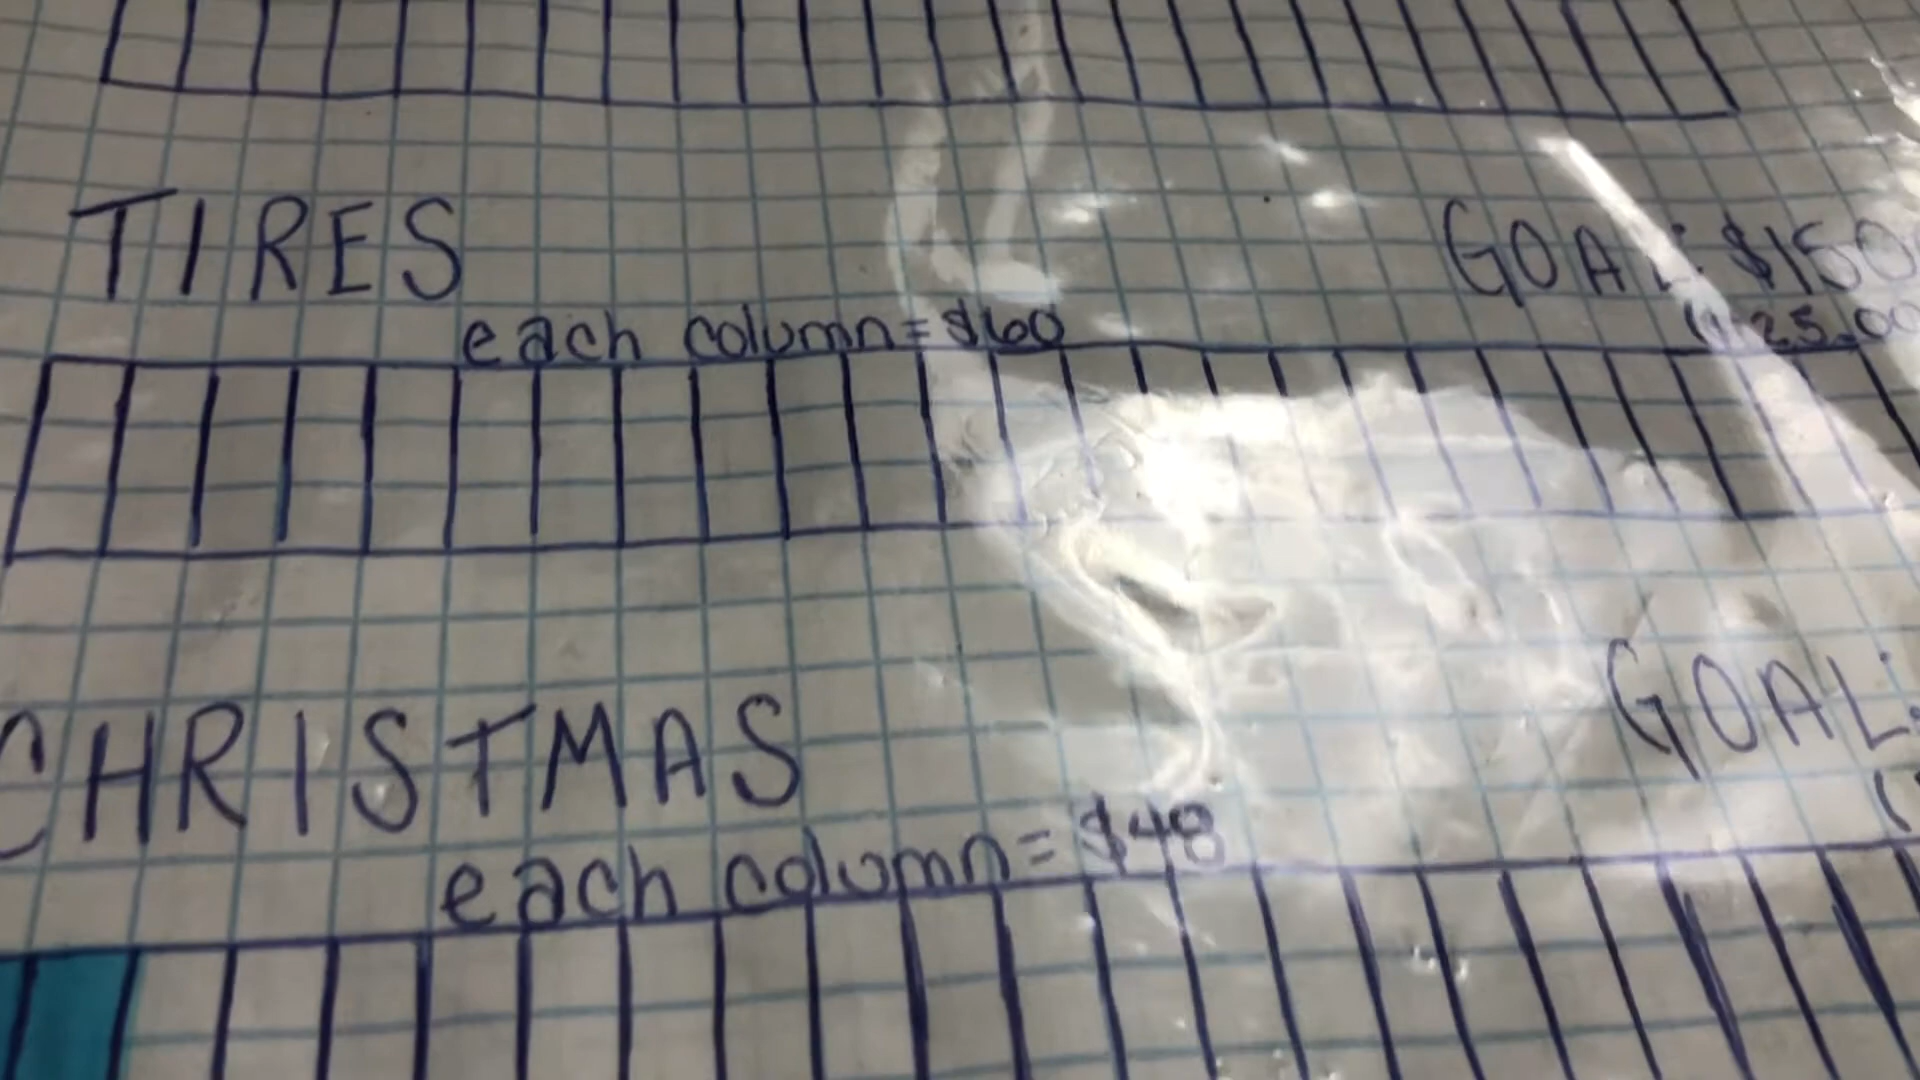 TIRES
GOAL: $150
each column = $60
CHRISTMAS
GOAL:
each column = $48